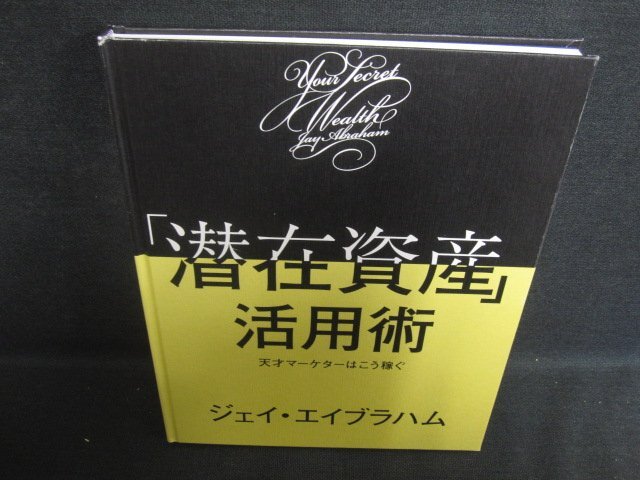 Your Secret
Wealth
Jay Abraham
「潜在資産」
活用術
天才マーケターはこう稼ぐ
ジェイ・エイブラハム